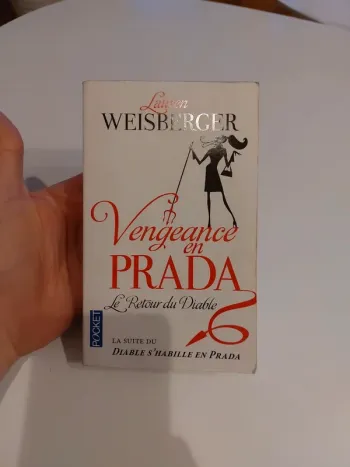 Lauren
WEISBERGER
Vengeance
en
PRADA
Le Retour du Diable
LA SUITE DU
DIABLE S'HABILLE EN PRADA
POCKET